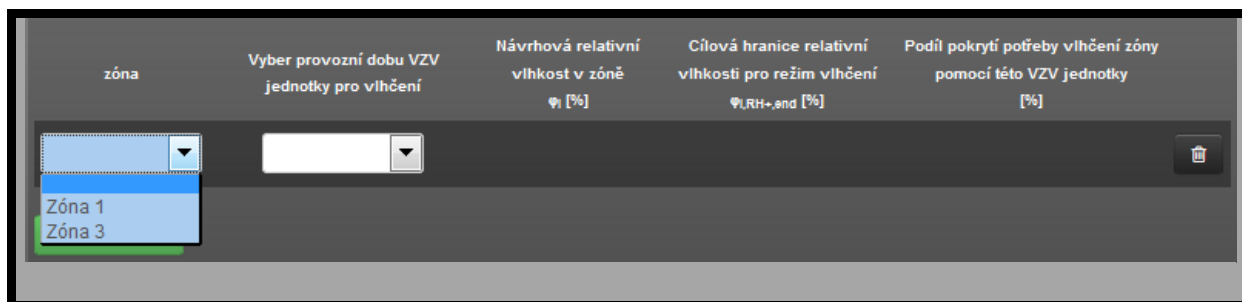 zóna
Vyber provozní dobu VZV
jednotky pro vlhčení
Návrhová relativní
vlhkost v zóně
φI [%]
Cílová hranice relativní
vlhkosti pro režim vlhčení
φI,RH+,end [%]
Podíl pokrytí potřeby vlhčení zóny
pomocí této VZV jednotky
[%]
Zóna 1
Zóna 3